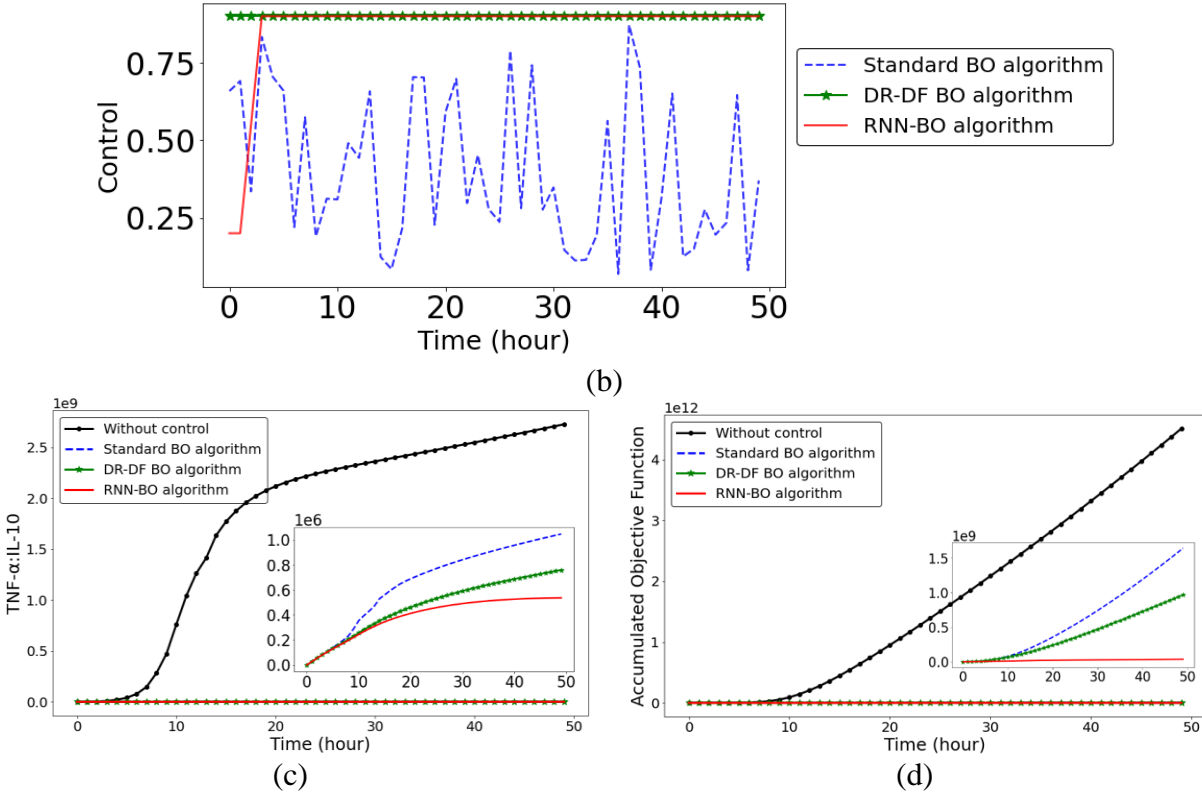 0.75
0.50
0.25
Control
0
10
20
30
40
50
Time (hour)
Standard BO algorithm
DR-DF BO algorithm
RNN-BO algorithm
(b)
1e9
2.5
2.0
1.5
1.0
0.5
0.0
TNF-α:IL-10
Without control
Standard BO algorithm
DR-DF BO algorithm
RNN-BO algorithm
1e6
1.0
0.8
0.6
0.4
0.2
0.0
0
10
20
30
40
50
0
10
20
30
40
50
Time (hour)
(c)
1e12
4
3
2
1
0
Accumulated Objective Function
Without control
Standard BO algorithm
DR-DF BO algorithm
RNN-BO algorithm
1e9
1.5
1.0
0.5
0.0
0
10
20
30
40
50
0
10
20
30
40
50
Time (hour)
(d)